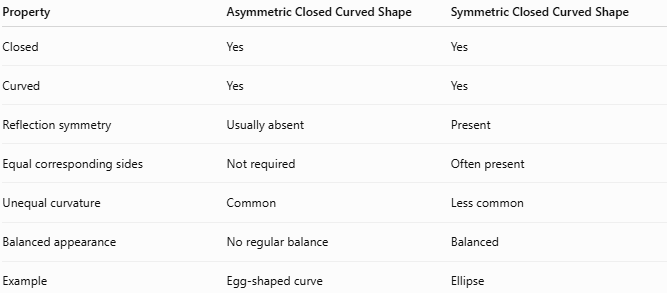 Property Asymmetric Closed Curved Shape Symmetric Closed Curved Shape
Closed Yes Yes
Curved Yes Yes
Reflection symmetry Usually absent Present
Equal corresponding sides Not required Often present
Unequal curvature Common Less common
Balanced appearance No regular balance Balanced
Example Egg-shaped curve Ellipse